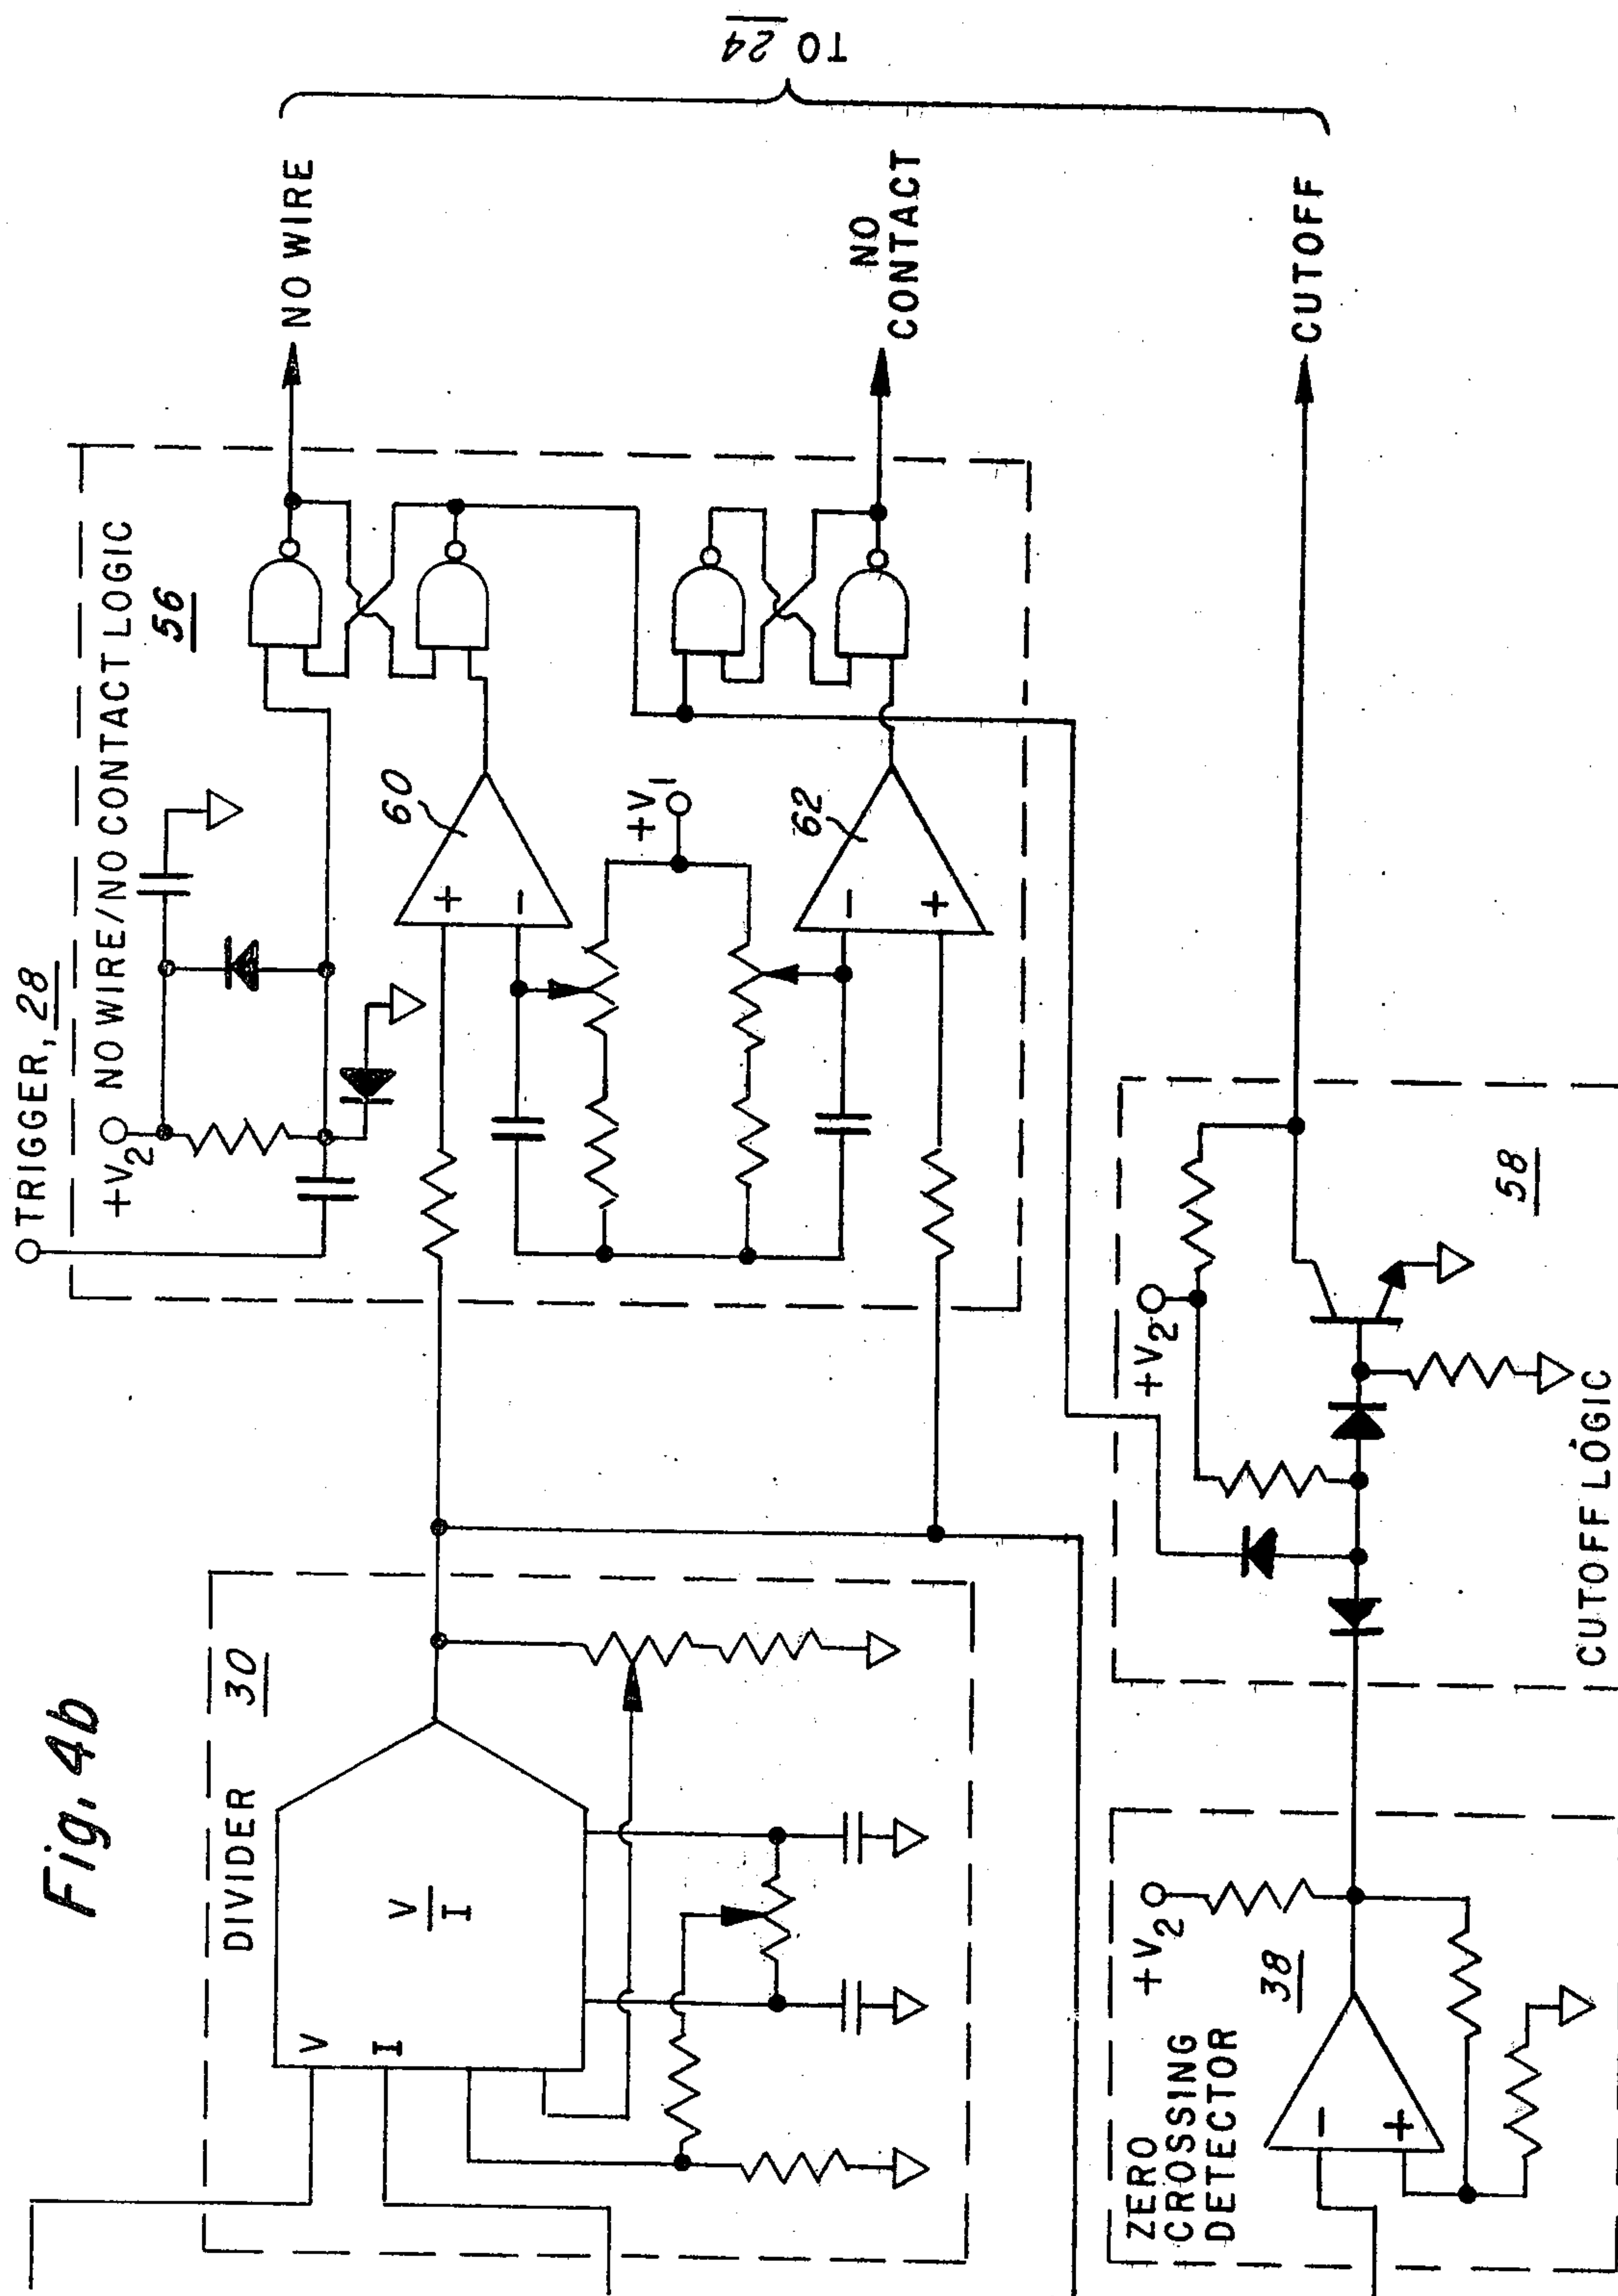 Fig. 4b
TRIGGER, 28
NO WIRE/NO CONTACT LOGIC
56
+V2
60
+V1
62
NO WIRE
NO
CONTACT
CUTOFF
TO 24
DIVIDER
30
V
I
V
I
ZERO
CROSSING
DETECTOR
+V2
38
+
-
+
-
-
+
-
+
+V2
58
CUTOFF LOGIC